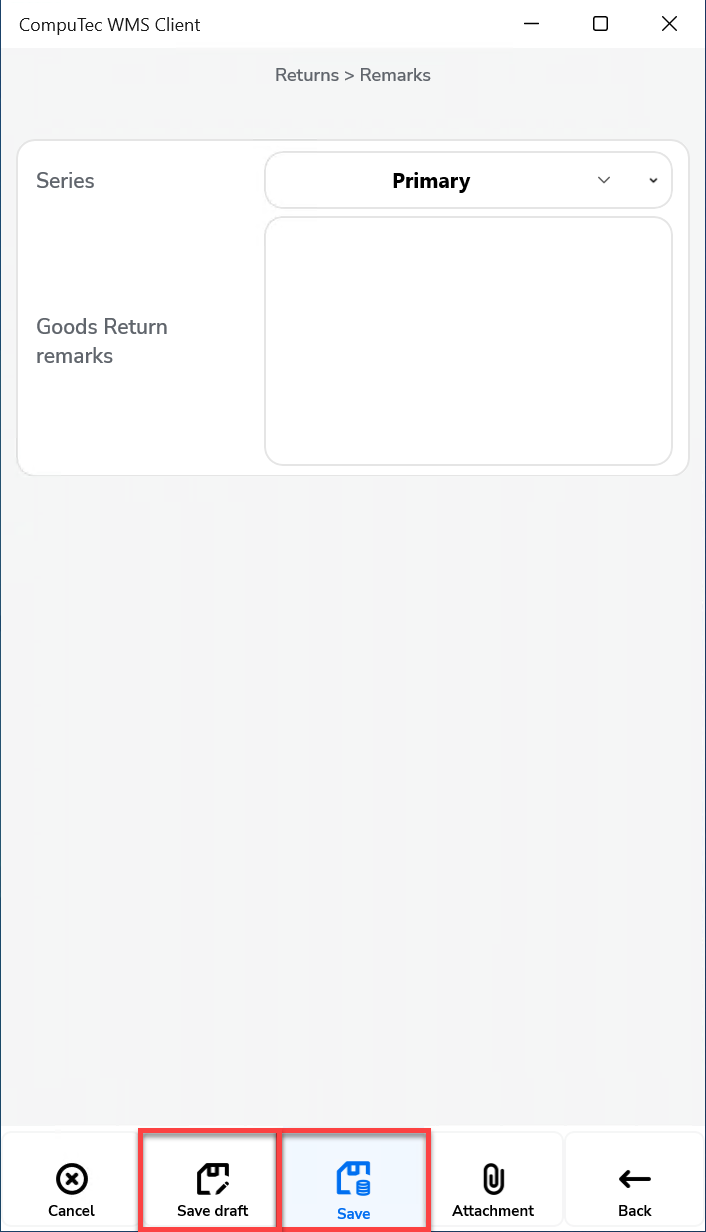 CompuTec WMS Client
Returns > Remarks
Series
Primary
Goods Return
remarks
Cancel
Save draft
Save
Attachment
Back